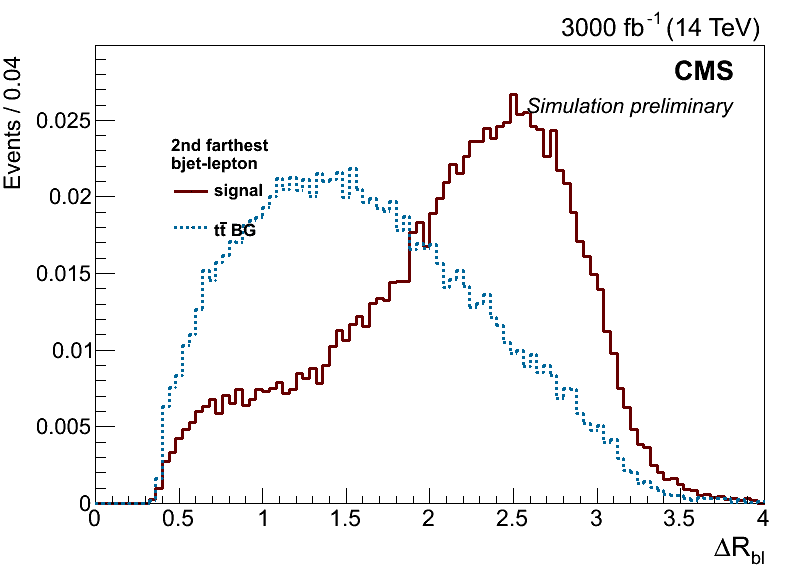 3000 fb⁻¹ (14 TeV)
CMS
Simulation preliminary
Events / 0.04
2nd farthest
bjet-lepton
signal
tt̄ BG
0.025
0.02
0.015
0.01
0.005
0
0 0.5 1 1.5 2 2.5 3 3.5 4
ΔR_bl